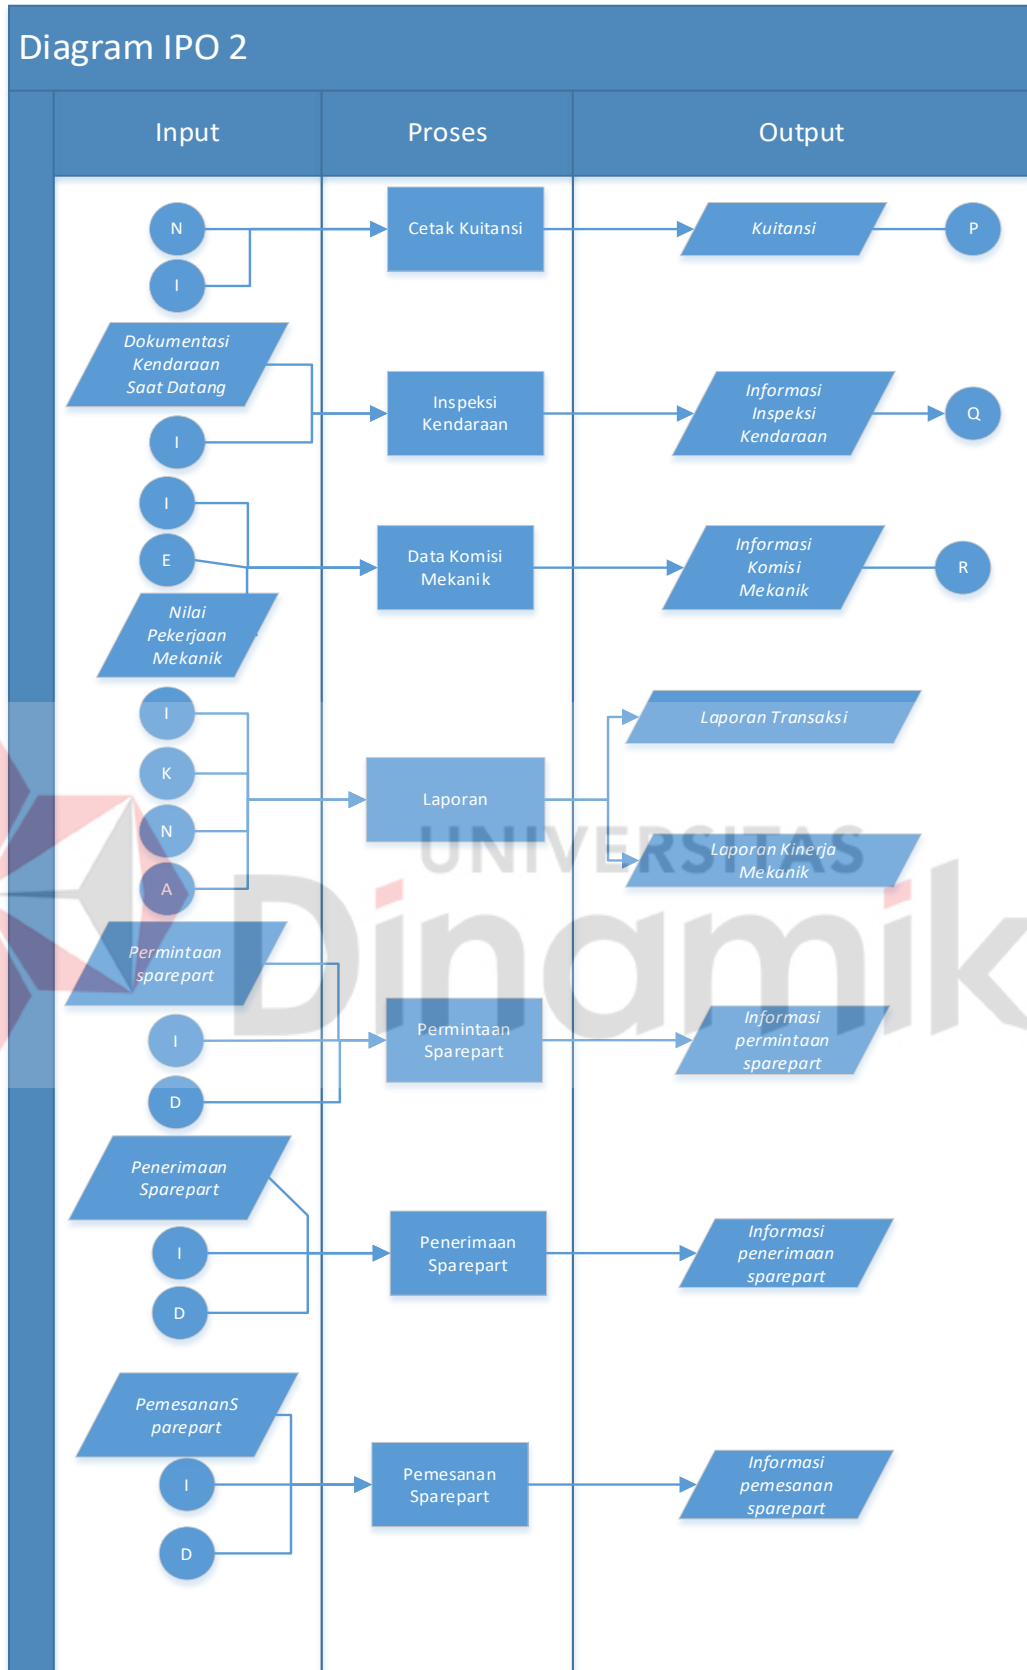 Diagram IPO 2
Input
Proses
Output
N
I
Cetak Kuitansi
Kuitansi
P
Dokumentasi
Kendaraan
Saat Datang
I
Inspeksi
Kendaraan
Informasi
Inspeksi
Kendaraan
Q
I
E
Nilai
Pekerjaan
Mekanik
Data Komisi
Mekanik
Informasi
Komisi
Mekanik
R
I
K
N
A
Laporan
Laporan Transaksi
Laporan Kinerja
Mekanik
UNIVERSITAS
Dinamika
Permintaan
sparepart
I
D
Permintaan
Sparepart
Informasi
permintaan
sparepart
Penerimaan
Sparepart
I
D
Penerimaan
Sparepart
Informasi
penerimaan
sparepart
PemesananS
parepart
I
D
Pemesanan
Sparepart
Informasi
pemesanan
sparepart